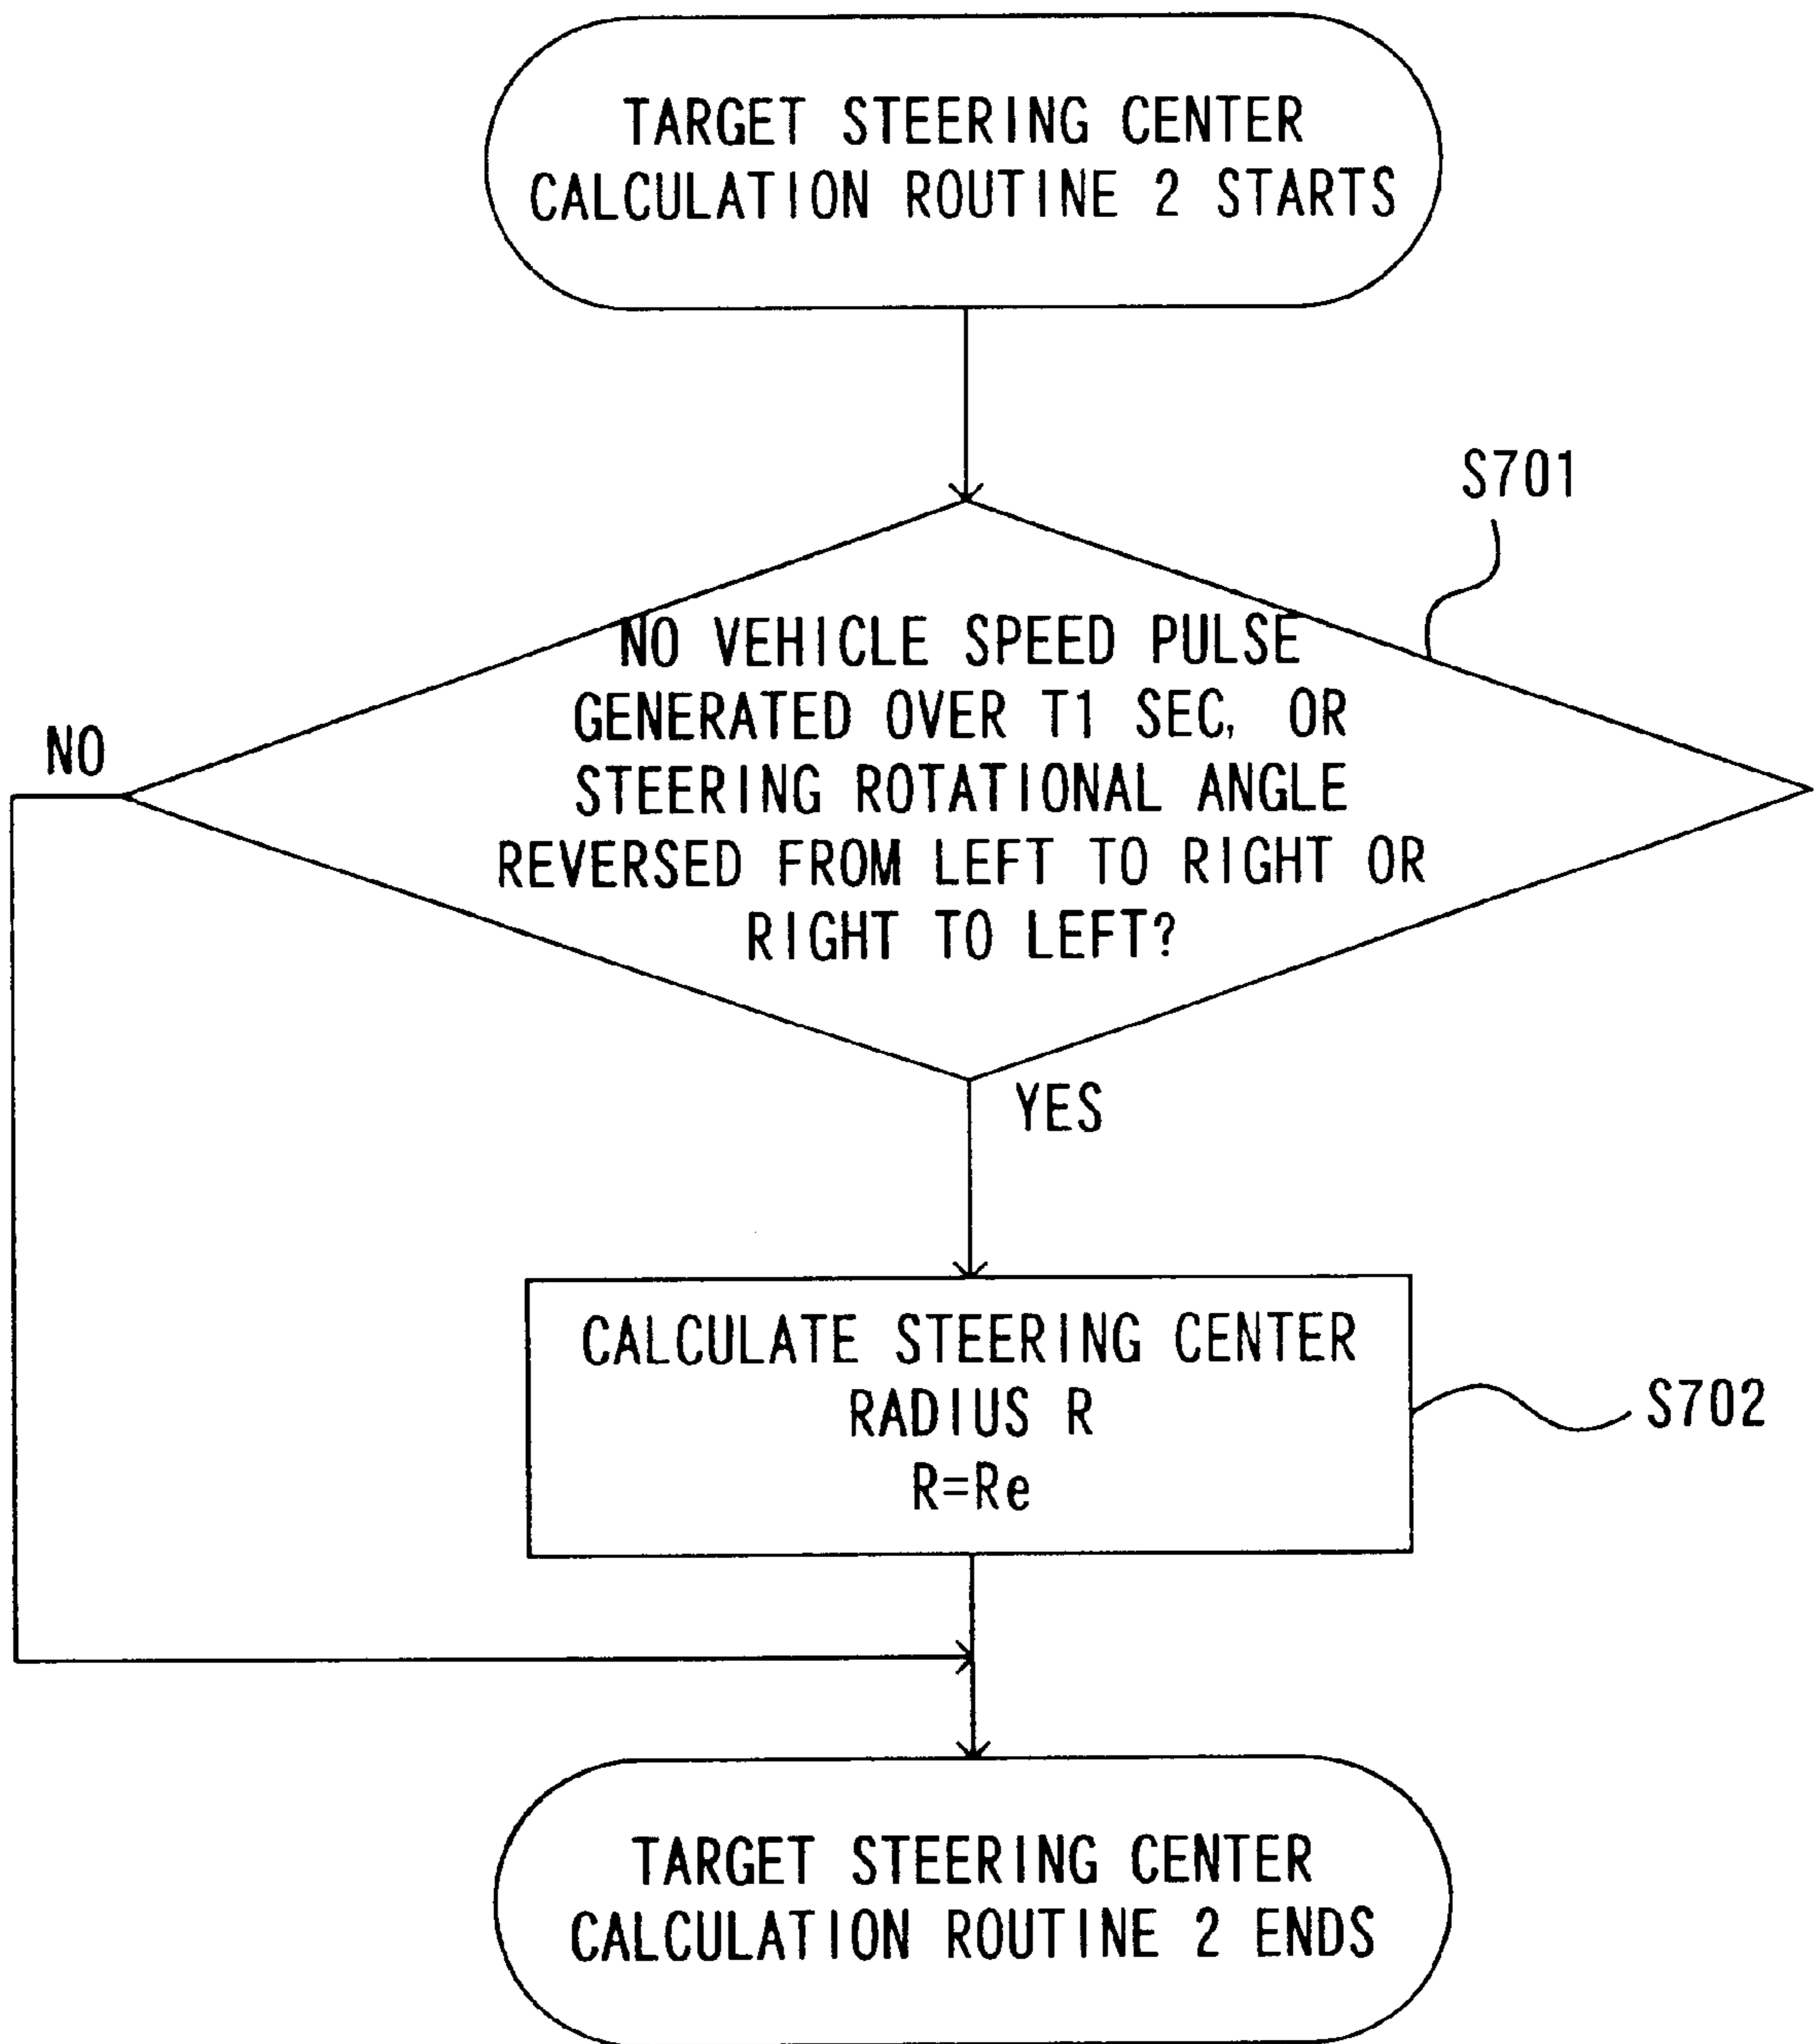 TARGET STEERING CENTER
CALCULATION ROUTINE 2 STARTS
S701
NO VEHICLE SPEED PULSE
GENERATED OVER T1 SEC, OR
STEERING ROTATIONAL ANGLE
REVERSED FROM LEFT TO RIGHT OR
RIGHT TO LEFT?
NO
YES
CALCULATE STEERING CENTER
RADIUS R
R=Re
S702
TARGET STEERING CENTER
CALCULATION ROUTINE 2 ENDS